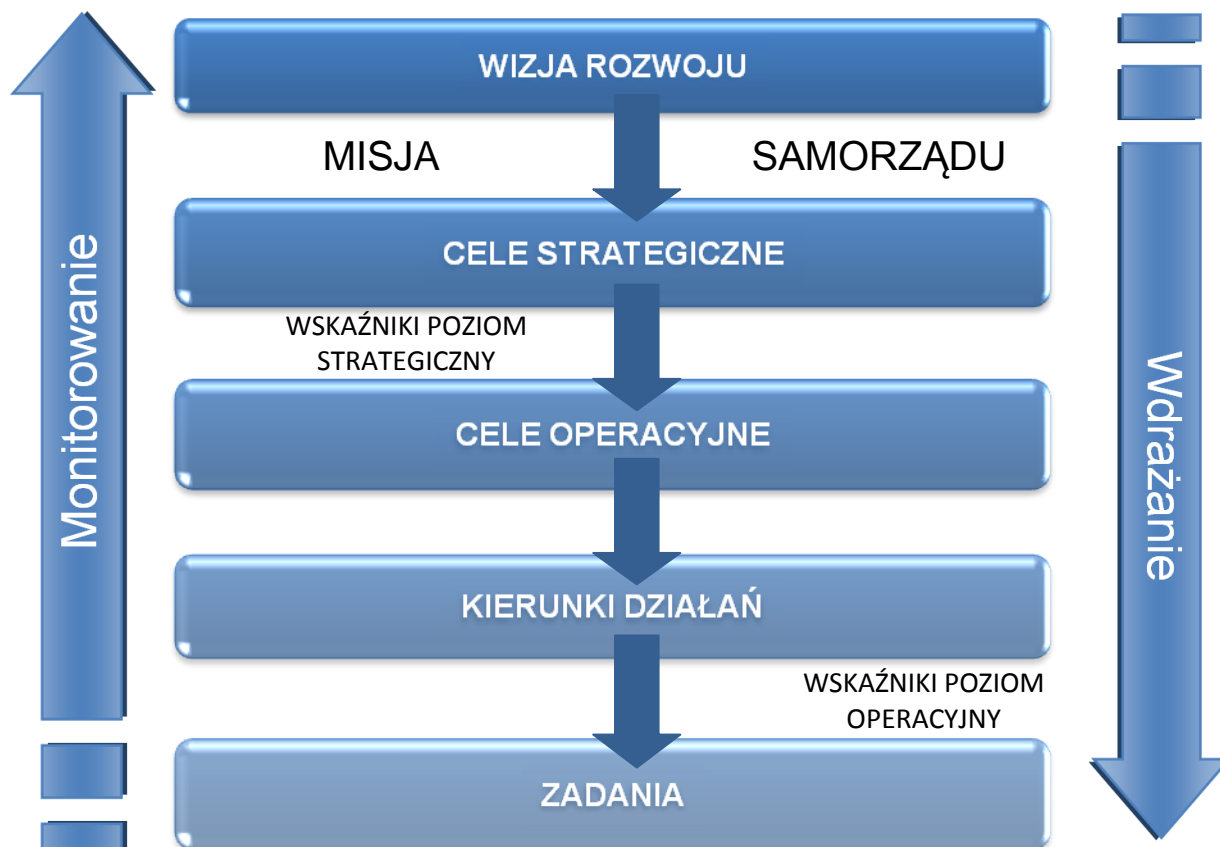 WIZJA ROZWOJU
MISJA SAMORZĄDU
CELE STRATEGICZNE
WSKAŹNIKI POZIOM
STRATEGICZNY
CELE OPERACYJNE
KIERUNKI DZIAŁAŃ
WSKAŹNIKI POZIOM
OPERACYJNY
ZADANIA
Monitorowanie
Wdrażanie